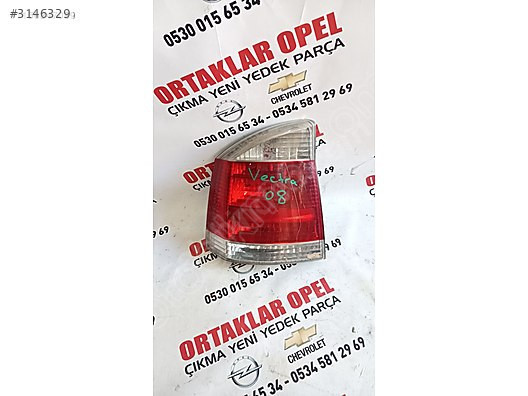 #3146329
0530 015 65 34
ORTAKLAR OPEL
ÇIKMA YENİ YEDEK PARÇA
CHEVROLET
0530 015 65 34 - 0534 581 2 69
Vectra
08
0530 015 65 34 - 0534 581 29 69
ORTAKLAR OPEL
ÇIKMA YENİ YEDEK PARÇA
CHEVROLET
0530 015 65 34 - 0534 581 29 69